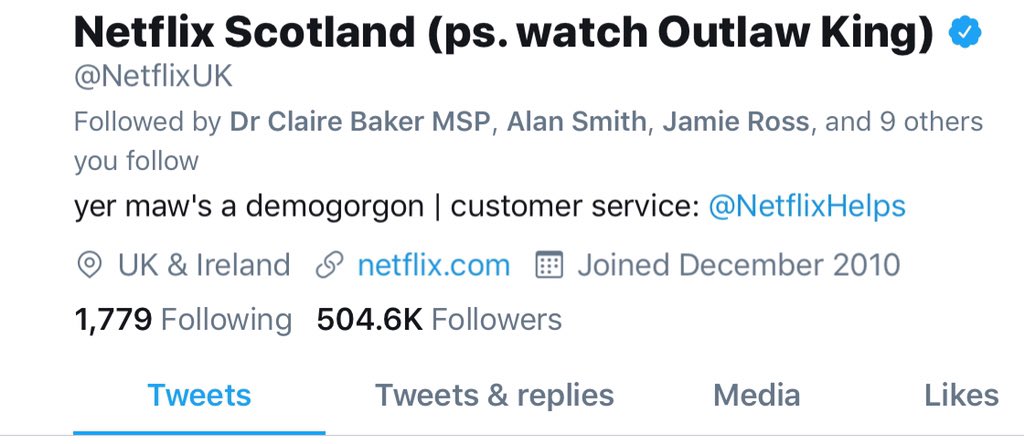 Netflix Scotland (ps. watch Outlaw King)
@NetflixUK
Followed by Dr Claire Baker MSP, Alan Smith, Jamie Ross, and 9 others
you follow
yer maw's a demogorgon | customer service: @NetflixHelps
UK & Ireland netflix.com Joined December 2010
1,779 Following 504.6K Followers
Tweets Tweets & replies Media Likes